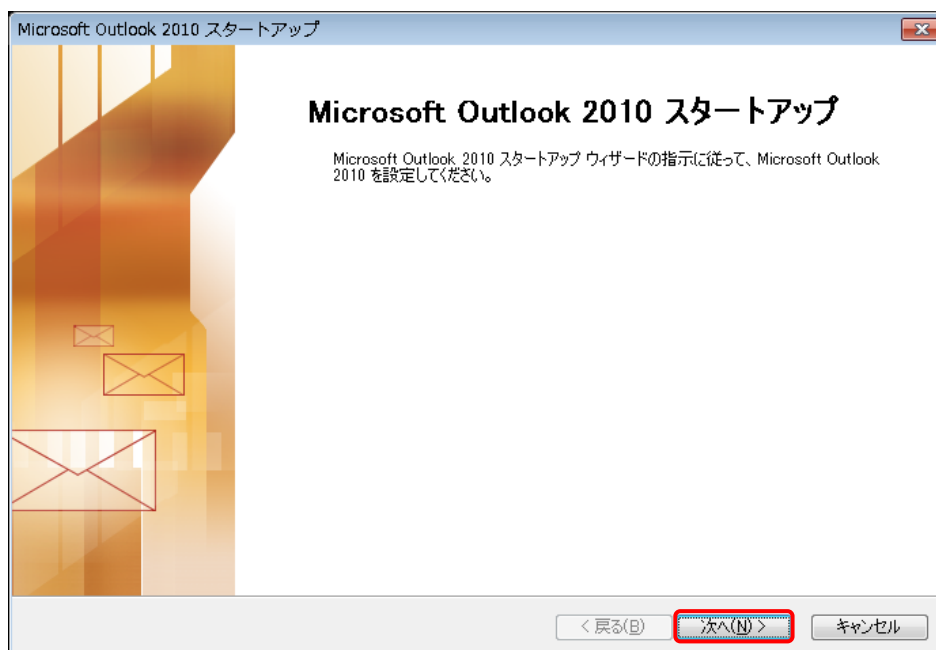 Microsoft Outlook 2010 スタートアップ
Microsoft Outlook 2010 スタートアップ
Microsoft Outlook 2010 スタートアップ ウィザードの指示に従って、Microsoft Outlook
2010 を設定してください。
< 戻る(B)
次へ(N) >
キャンセル